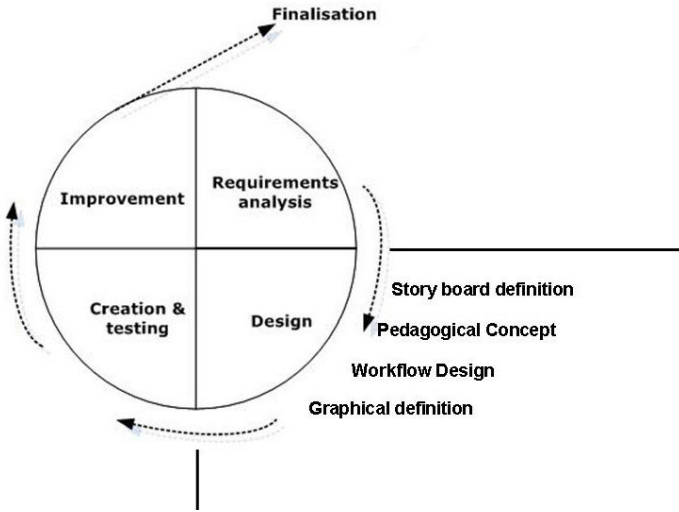 Finalisation
Improvement
Requirements
analysis
Creation &
testing
Design
Story board definition
Pedagogical Concept
Workflow Design
Graphical definition